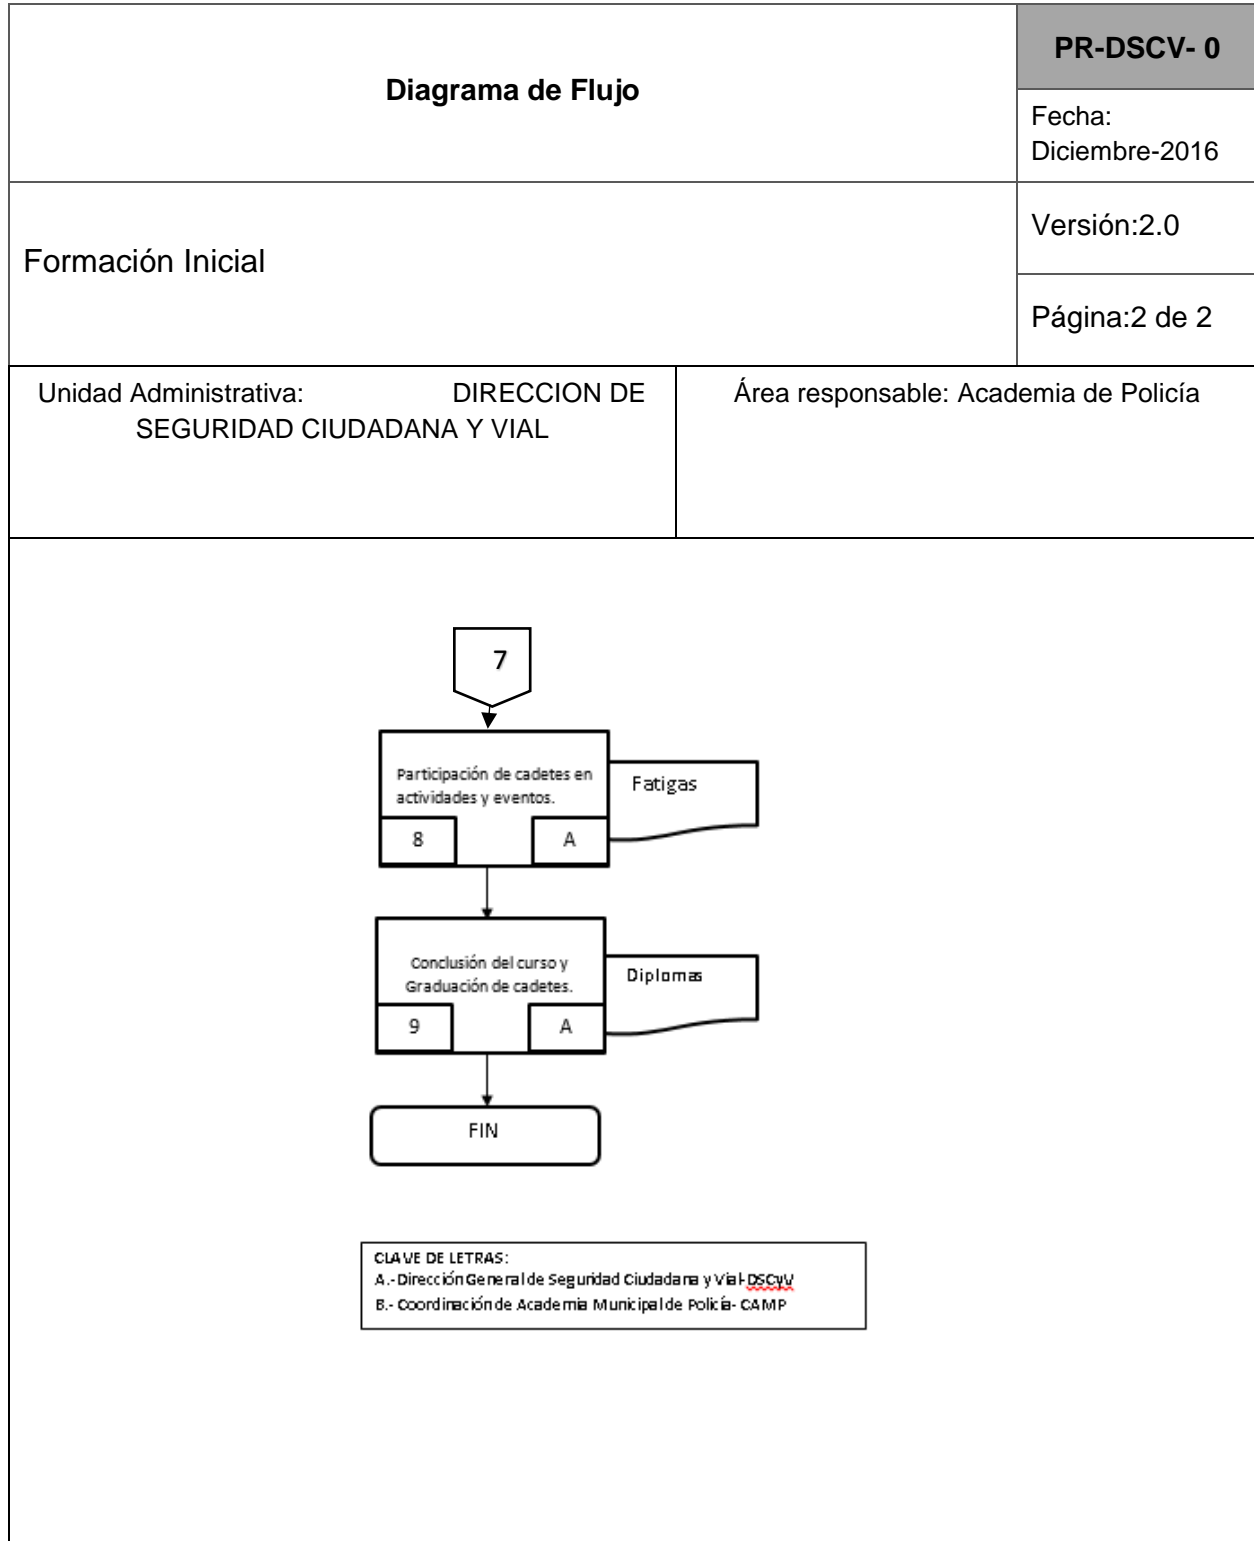 Diagrama de Flujo
PR-DSCV- 0
Fecha:
Diciembre-2016
Formación Inicial
Versión:2.0
Página:2 de 2
Unidad Administrativa: DIRECCION DE
SEGURIDAD CIUDADANA Y VIAL
Área responsable: Academia de Policía
7
Participación de cadetes en
actividades y eventos.
8
A
Fatigas
Conclusión del curso y
Graduación de cadetes.
9
A
Diplomas
FIN
CLAVE DE LETRAS:
A.- Dirección General de Seguridad Ciudadana y Vial-DSCyV
B.- Coordinación de Academia Municipal de Policía- CAMP